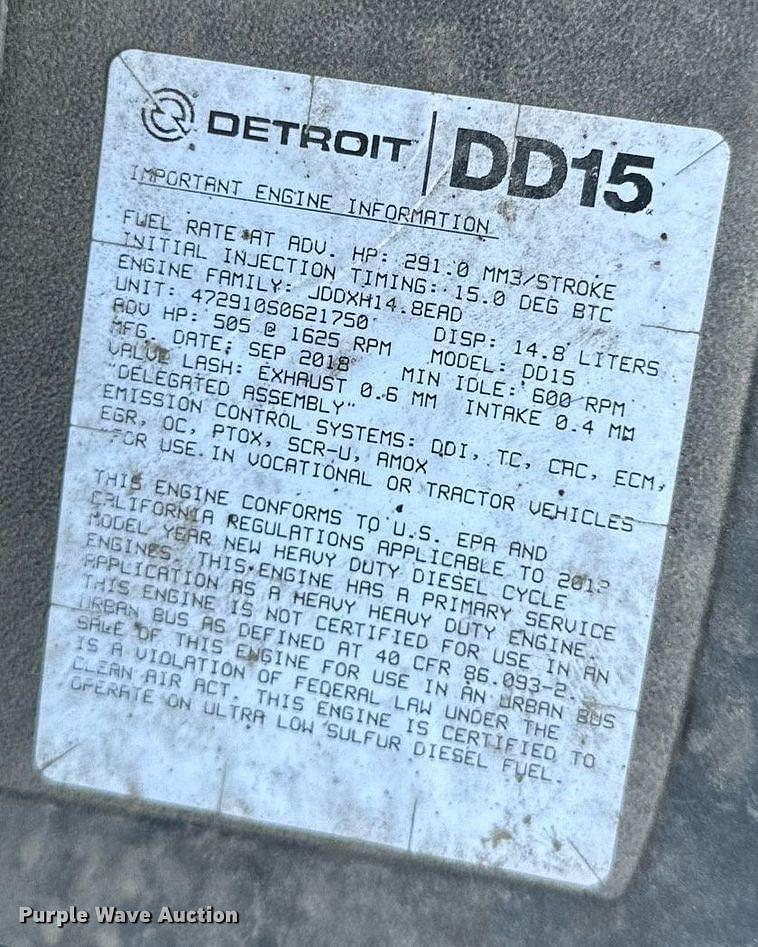 DETROIT DD15
IMPORTANT ENGINE INFORMATION
FUEL RATE AT ADV. HP: 291.0 MM3/STROKE
INITIAL INJECTION TIMING: 15.0 DEG BTC
ENGINE FAMILY: JDDXH14.8EAD
UNIT: 472910S0621750 DISP: 14.8 LITERS
ADV HP: 505 @ 1625 RPM MODEL: DD15
MFG. DATE: SEP 2018 MIN IDLE: 600 RPM
VALVE LASH: EXHAUST 0.6 MM INTAKE 0.4 MM
"DELEGATED ASSEMBLY"
EMISSION CONTROL SYSTEMS: DDI, TC, CAC, ECM,
EGR, OC, PTOX, SCR-U, AMOX
FOR USE IN VOCATIONAL OR TRACTOR VEHICLES
THIS ENGINE CONFORMS TO U.S. EPA AND
CALIFORNIA REGULATIONS APPLICABLE TO
MODEL YEAR NEW HEAVY DUTY DIESEL CYCLE
ENGINES. THIS ENGINE HAS A PRIMARY SERVICE
APPLICATION AS A HEAVY HEAVY DUTY ENGINE.
THIS ENGINE IS NOT CERTIFIED FOR USE IN AN
URBAN BUS AS DEFINED AT 40 CFR 86.093-2.
SALE OF THIS ENGINE FOR USE IN AN URBAN BUS
IS A VIOLATION OF FEDERAL LAW UNDER THE
CLEAN AIR ACT. THIS ENGINE IS CERTIFIED TO
OPERATE ON ULTRA LOW SULFUR DIESEL FUEL.
Purple Wave Auction